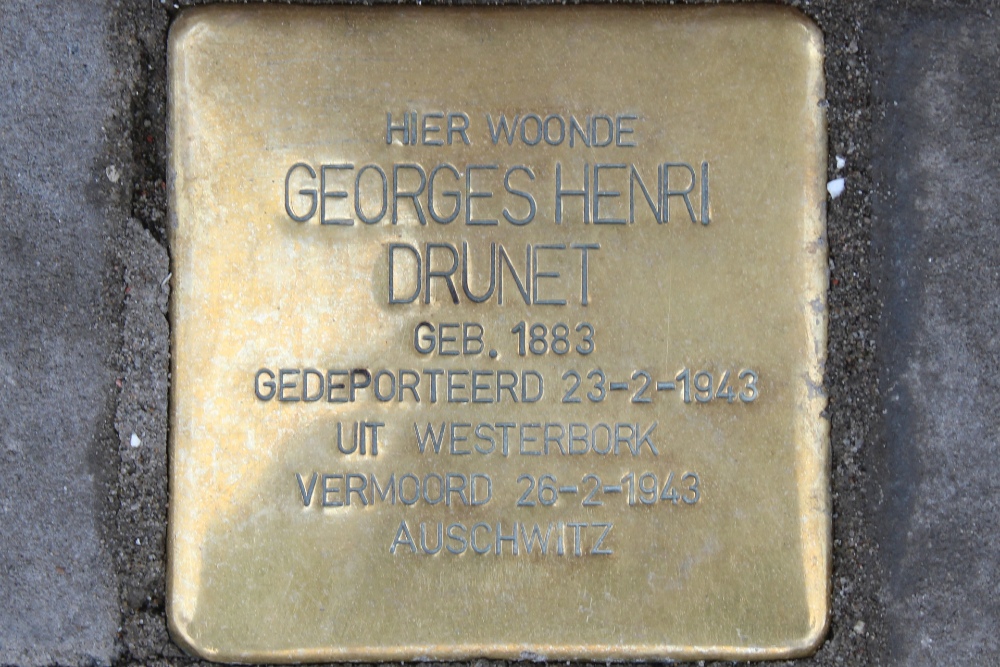 HIER WOONDE
GEORGES HENRI
DRUNET
GEB. 1883
GEDEPORTEERD 23-2-1943
UIT WESTERBORK
VERMOORD 26-2-1943
AUSCHWITZ